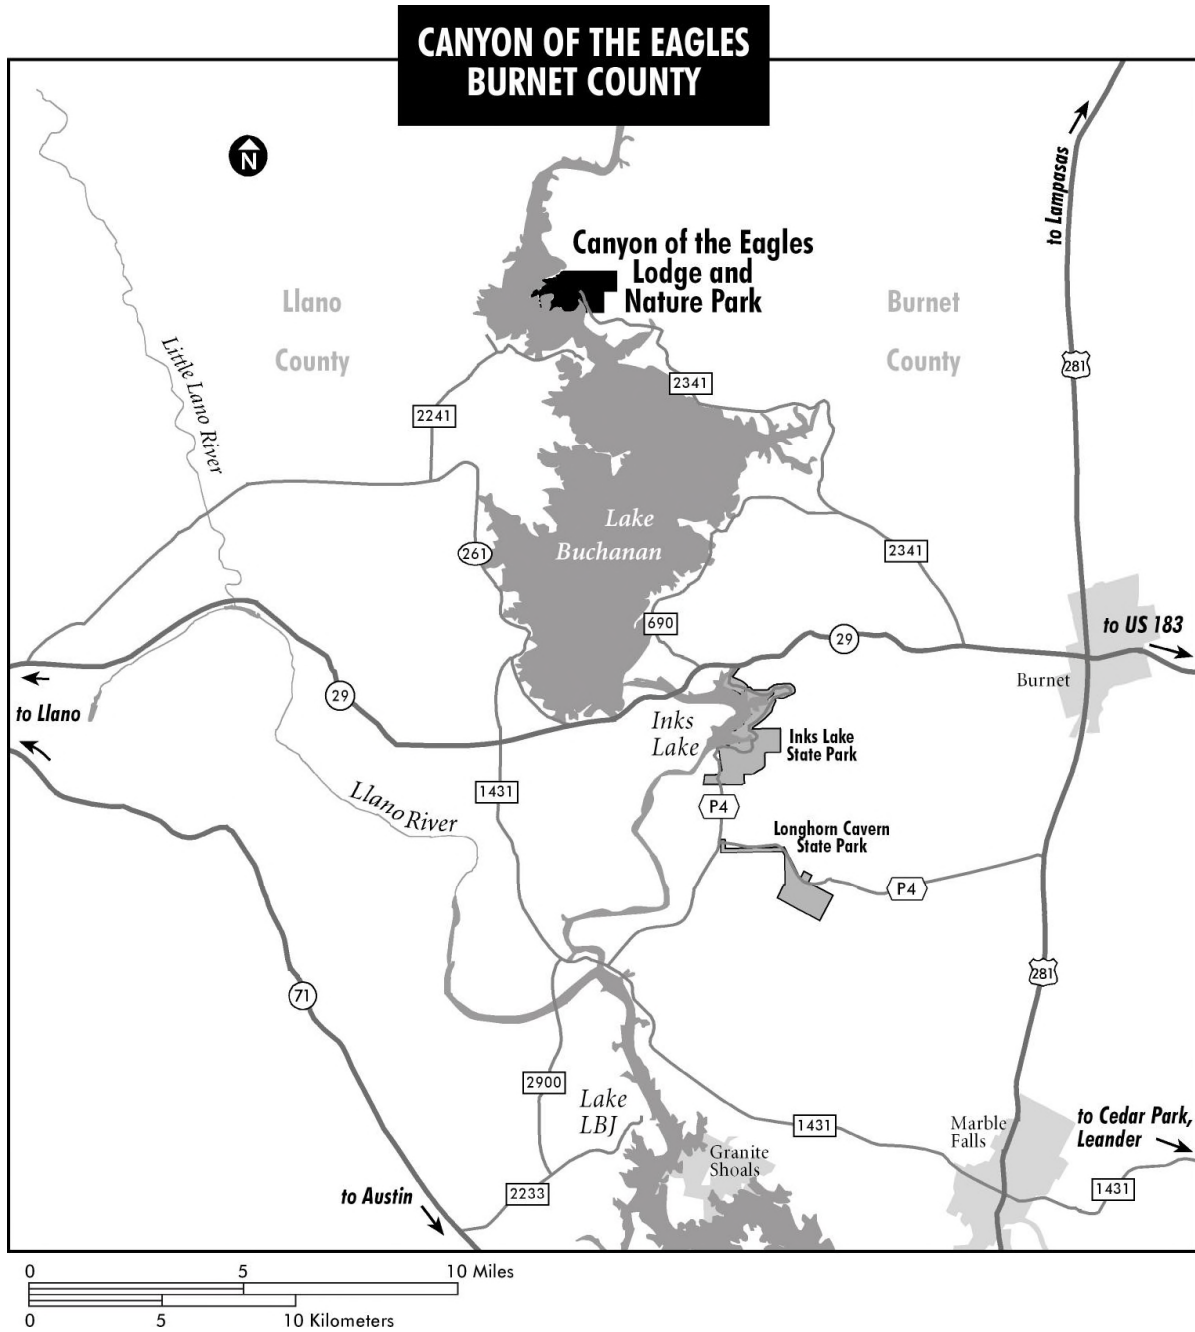 CANYON OF THE EAGLES
BURNET COUNTY
N
to Lampasas
Canyon of the Eagles
Lodge and
Nature Park
Llano
County
Burnet
County
Little Lano River
281
2341
2241
Lake
Buchanan
261
2341
690
29
to US 183
Burnet
29
to Llano
Inks
Lake
Inks Lake
State Park
1431
P4
Llano River
Longhorn Cavern
State Park
P4
281
71
2900
Lake
LBJ
1431
Marble
Falls
to Cedar Park,
Leander
Granite
Shoals
1431
to Austin
2233
0 5 10 Miles
0 5 10 Kilometers